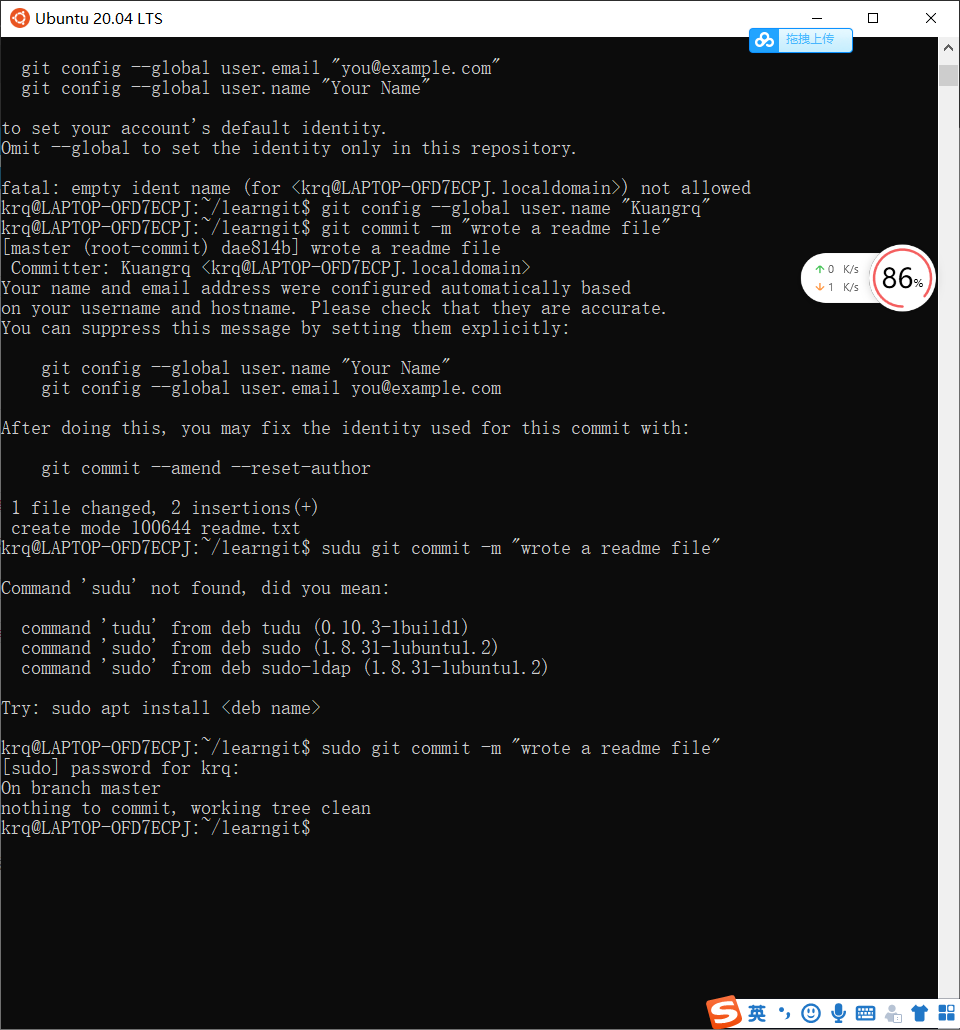 Ubuntu 20.04 LTS
拖拽上传
git config --global user.email "you@example.com"
git config --global user.name "Your Name"
to set your account's default identity.
Omit --global to set the identity only in this repository.
fatal: empty ident name (for <krq@LAPTOP-OFD7ECPJ.localdomain>) not allowed
krq@LAPTOP-OFD7ECPJ:~/learngit$ git config --global user.name "Kuangrq"
krq@LAPTOP-OFD7ECPJ:~/learngit$ git commit -m "wrote a readme file"
[master (root-commit) dae814b] wrote a readme file
Committer: Kuangrq <krq@LAPTOP-OFD7ECPJ.localdomain>
Your name and email address were configured automatically based
on your username and hostname. Please check that they are accurate.
You can suppress this message by setting them explicitly:
git config --global user.name "Your Name"
git config --global user.email you@example.com
After doing this, you may fix the identity used for this commit with:
git commit --amend --reset-author
1 file changed, 2 insertions(+)
create mode 100644 readme.txt
krq@LAPTOP-OFD7ECPJ:~/learngit$ sudu git commit -m "wrote a readme file"
Command 'sudu' not found, did you mean:
command 'tudu' from deb tudu (0.10.3-1build1)
command 'sudo' from deb sudo (1.8.31-1ubuntu1.2)
command 'sudo' from deb sudo-ldap (1.8.31-1ubuntu1.2)
Try: sudo apt install <deb name>
krq@LAPTOP-OFD7ECPJ:~/learngit$ sudo git commit -m "wrote a readme file"
[sudo] password for krq:
On branch master
nothing to commit, working tree clean
krq@LAPTOP-OFD7ECPJ:~/learngit$
↑ 0 K/s
↓ 1 K/s
86%
S 英